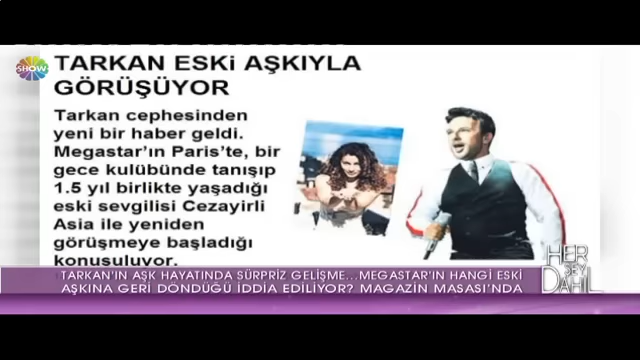 SHOW
TARKAN ESKi AŞKIYLA
GÖRÜŞÜYOR
Tarkan cephesinden
yeni bir haber geldi.
Megastar'ın Paris'te, bir
gece kulübünde tanışıp
1.5 yıl birlikte yaşadığı
eski sevgilisi Cezayirli
Asia ile yeniden
görüşmeye başladığı
konuşuluyor.
TARKAN'IN AŞK HAYATINDA SÜRPRİZ GELİŞME...MEGASTAR'IN HANGİ ESKİ
AŞKINA GERİ DÖNDÜĞÜ İDDİA EDİLİYOR? MAGAZİN MASASI'NDA
HER
ŞEY
DAHİL